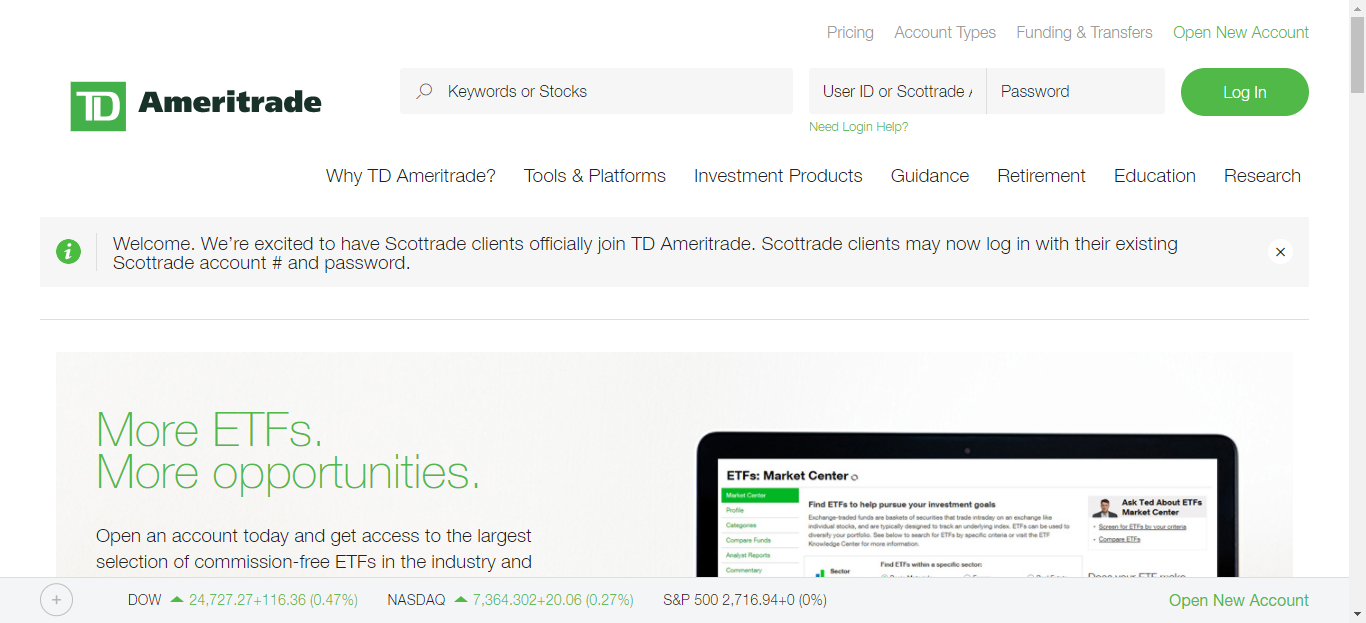 Pricing Account Types Funding & Transfers Open New Account
TD Ameritrade
Keywords or Stocks
User ID or Scottrade
Password
Log In
Need Login Help?
Why TD Ameritrade? Tools & Platforms Investment Products Guidance Retirement Education Research
Welcome. We're excited to have Scottrade clients officially join TD Ameritrade. Scottrade clients may now log in with their existing
Scottrade account # and password.
More ETFs.
More opportunities.
Open an account today and get access to the largest
selection of commission-free ETFs in the industry and
ETFs: Market Center
Market Center
Profile
Categories
Compare Funds
Analyst Reports
Commentary
Find ETFs to help pursue your investment goals
Exchange-traded funds are baskets of securities that trade intraday on an exchange like
individual stocks, and are typically designed to track an underlying index. ETFs can be used to
diversify your portfolio. See below to search for ETFs by specific criteria or visit the ETF
Knowledge Center for more information.
Sector
Find ETFs within a specific sector:
Ask Ted About ETFs
Market Center
Screen for ETFs by your criteria
Compare ETFs
DOW 24,727.27+116.36 (0.47%) NASDAQ 7,364.302+20.06 (0.27%) S&P 500 2,716.94+0 (0%)
Open New Account